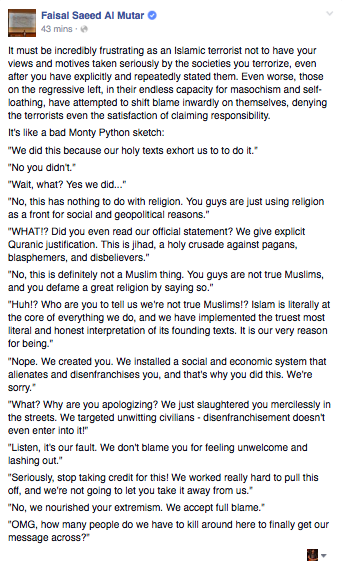 Faisal Saeed Al Mutar
43 mins ·
It must be incredibly frustrating as an Islamic terrorist not to have your
views and motives taken seriously by the societies you terrorize, even
after you have explicitly and repeatedly stated them. Even worse, those
on the regressive left, in their endless capacity for masochism and self-
loathing, have attempted to shift blame inwardly on themselves, denying
the terrorists even the satisfaction of claiming responsibility.
It's like a bad Monty Python sketch:
"We did this because our holy texts exhort us to to do it."
"No you didn't."
"Wait, what? Yes we did..."
"No, this has nothing to do with religion. You guys are just using religion
as a front for social and geopolitical reasons."
"WHAT!? Did you even read our official statement? We give explicit
Quranic justification. This is jihad, a holy crusade against pagans,
blasphemers, and disbelievers."
"No, this is definitely not a Muslim thing. You guys are not true Muslims,
and you defame a great religion by saying so."
"Huh!? Who are you to tell us we're not true Muslims!? Islam is literally at
the core of everything we do, and we have implemented the truest most
literal and honest interpretation of its founding texts. It is our very reason
for being."
"Nope. We created you. We installed a social and economic system that
alienates and disenfranchises you, and that's why you did this. We're
sorry."
"What? Why are you apologizing? We just slaughtered you mercilessly in
the streets. We targeted unwitting civilians - disenfranchisement doesn't
even enter into it!"
"Listen, it's our fault. We don't blame you for feeling unwelcome and
lashing out."
"Seriously, stop taking credit for this! We worked really hard to pull this
off, and we're not going to let you take it away from us."
"No, we nourished your extremism. We accept full blame."
"OMG, how many people do we have to kill around here to finally get our
message across?"